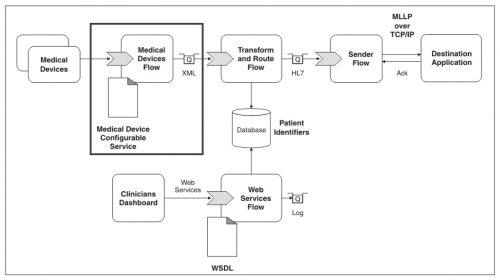 MLLP
over
TCP/IP
Medical
Devices
Medical
Devices
Flow
Q
XML
Transform
and Route
Flow
Q
HL7
Sender
Flow
Ack
Destination
Application
Medical Device
Configurable
Service
Database
Patient
Identifiers
Clinicians
Dashboard
Web
Services
Web
Services
Flow
Q
Log
WSDL